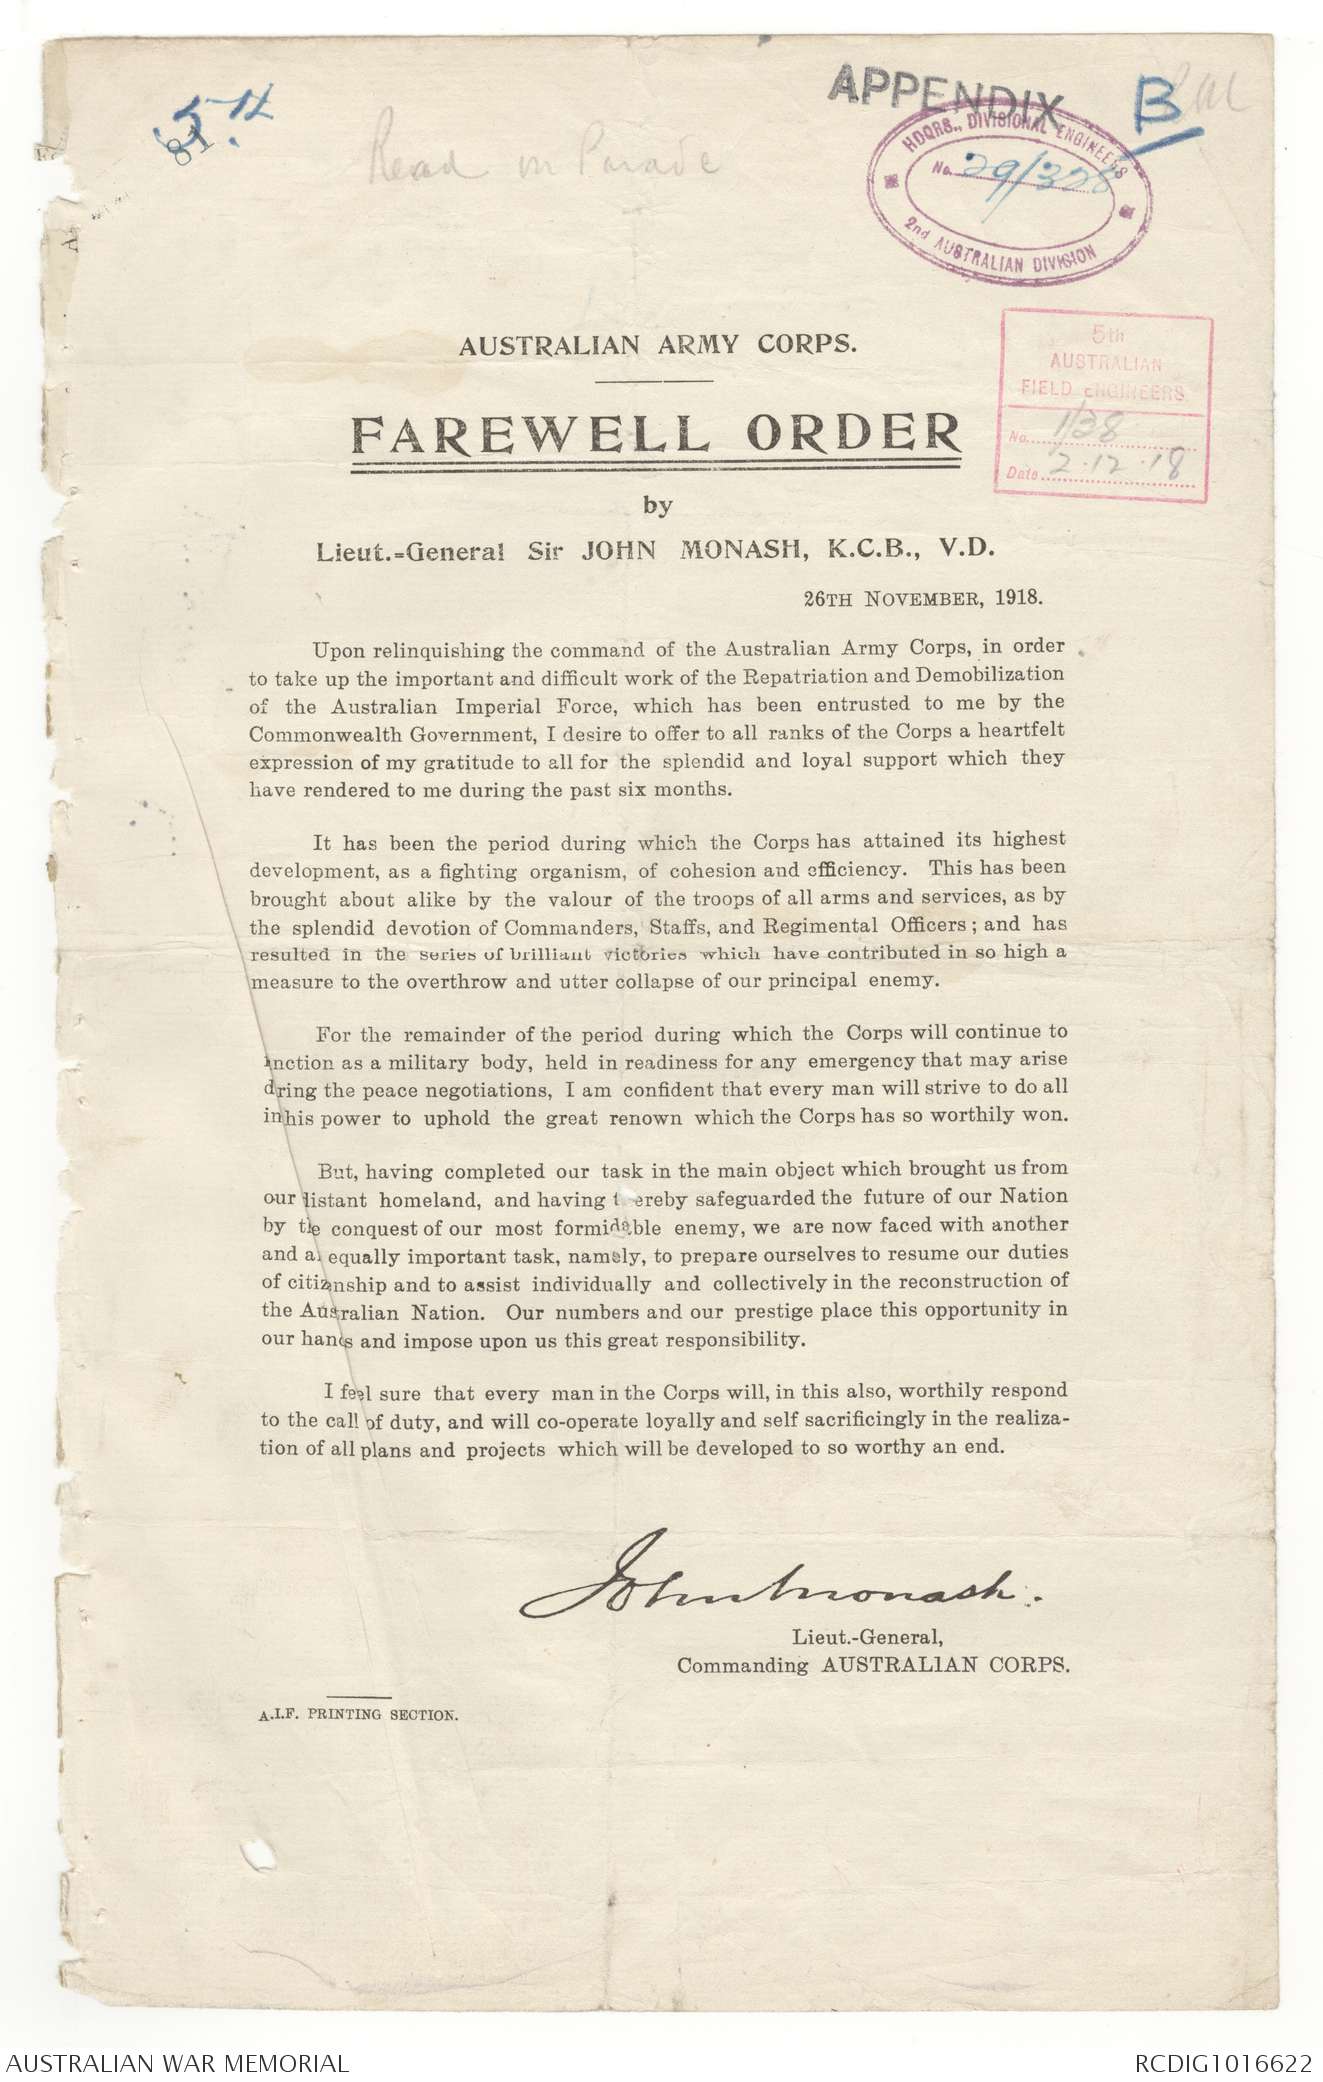 5th.
81
Read on Parade
APPENDIX B
HDQRS., DIVISIONAL ENGINEERS
No. 29/328
2nd AUSTRALIAN DIVISION
AUSTRALIAN ARMY CORPS.
5th
AUSTRALIAN
FIELD ENGINEERS.
No. 1/38
Date 2.12.18
FAREWELL ORDER
by
Lieut.=General Sir JOHN MONASH, K.C.B., V.D.
26TH NOVEMBER, 1918.
Upon relinquishing the command of the Australian Army Corps, in order
to take up the important and difficult work of the Repatriation and Demobilization
of the Australian Imperial Force, which has been entrusted to me by the
Commonwealth Government, I desire to offer to all ranks of the Corps a heartfelt
expression of my gratitude to all for the splendid and loyal support which they
have rendered to me during the past six months.
It has been the period during which the Corps has attained its highest
development, as a fighting organism, of cohesion and efficiency. This has been
brought about alike by the valour of the troops of all arms and services, as by
the splendid devotion of Commanders, Staffs, and Regimental Officers; and has
resulted in the series of brilliant victories which have contributed in so high a
measure to the overthrow and utter collapse of our principal enemy.
For the remainder of the period during which the Corps will continue to
nction as a military body, held in readiness for any emergency that may arise
dring the peace negotiations, I am confident that every man will strive to do all
in his power to uphold the great renown which the Corps has so worthily won.
But, having completed our task in the main object which brought us from
our distant homeland, and having thereby safeguarded the future of our Nation
by the conquest of our most formidable enemy, we are now faced with another
and a equally important task, namely, to prepare ourselves to resume our duties
of citiznship and to assist individually and collectively in the reconstruction of
the Australian Nation. Our numbers and our prestige place this opportunity in
our hands and impose upon us this great responsibility.
I feel sure that every man in the Corps will, in this also, worthily respond
to the call of duty, and will co-operate loyally and self sacrificingly in the realiza-
tion of all plans and projects which will be developed to so worthy an end.
John Monash.
Lieut.-General,
Commanding AUSTRALIAN CORPS.
A.I.F. PRINTING SECTION.
AUSTRALIAN WAR MEMORIAL
RCDIG1016622